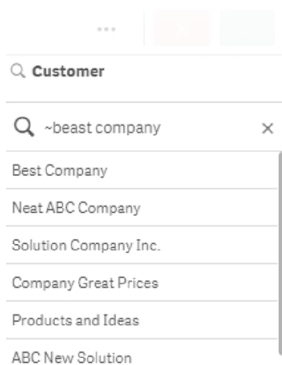 Customer
~beast company
Best Company
Neat ABC Company
Solution Company Inc.
Company Great Prices
Products and Ideas
ABC New Solution